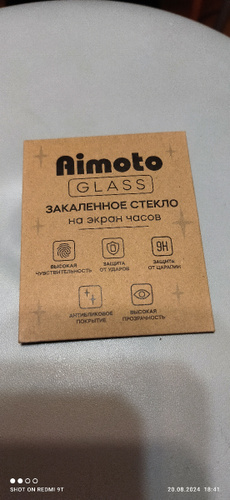 Aimoto
GLASS
ЗАКАЛЕННОЕ СТЕКЛО
на экран часов
ВЫСОКАЯ
ЧУВСТВИТЕЛЬНОСТЬ
ЗАЩИТА
ОТ УДАРОВ
9H
ЗАЩИТА
ОТ ЦАРАПИН
АНТИБЛИКОВОЕ
ПОКРЫТИЕ
ВЫСОКАЯ
ПРОЗРАЧНОСТЬ
SHOT ON REDMI 9T
20.08.2024 18:41